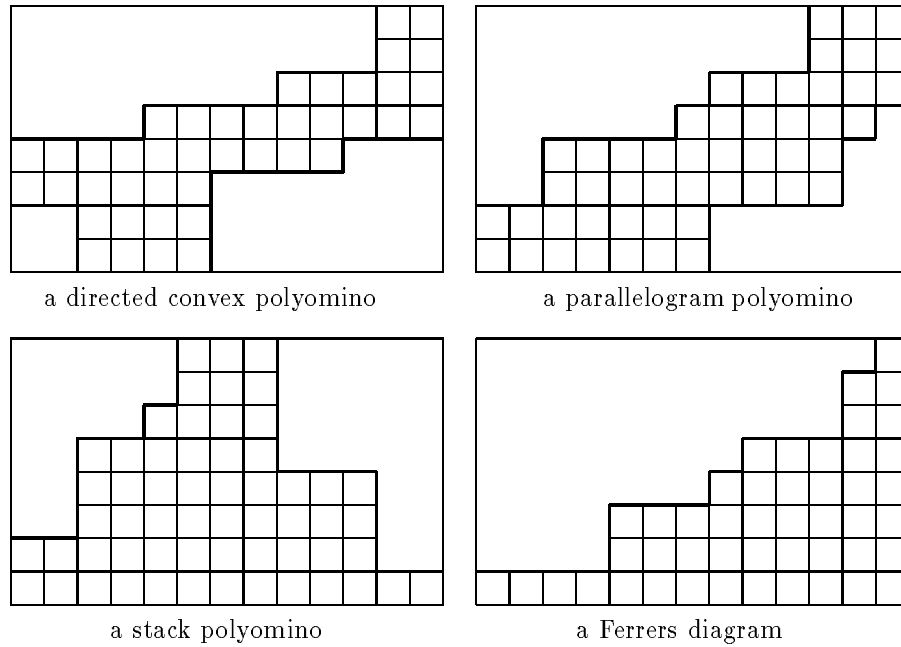 a directed convex polyomino
a parallelogram polyomino
a stack polyomino
a Ferrers diagram